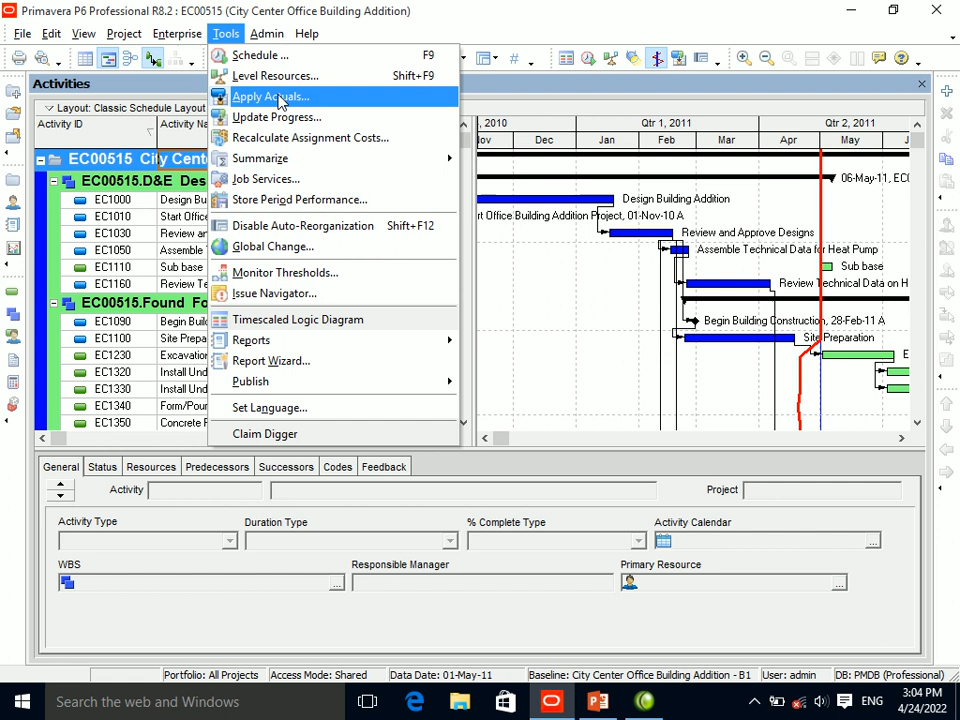 Primavera P6 Professional R8.2 : EC00515 (City Center Office Building Addition)
File Edit View Project Enterprise Tools Admin Help
Schedule ... F9
Level Resources... Shift+F9
Apply Actuals...
Update Progress...
Recalculate Assignment Costs...
Summarize
Job Services...
Store Period Performance...
Disable Auto-Reorganization Shift+F12
Global Change...
Monitor Thresholds...
Issue Navigator...
Timescaled Logic Diagram
Reports
Report Wizard...
Publish
Set Language...
Claim Digger
Activities
Layout: Classic Schedule Layout
Activity ID Activity Na
EC00515 City Cent
EC00515.D&E Des
EC1000 Design Bu
EC1010 Start Offic
EC1030 Review an
EC1050 Assemble
EC1110 Sub base
EC1160 Review Te
EC00515.Found Fo
EC1090 Begin Buil
EC1100 Site Prepa
EC1230 Excavation
EC1320 Install Und
EC1330 Install Und
EC1340 Form/Pour
EC1350 Concrete F
, 2010 Qtr 1, 2011 Qtr 2, 2011
Nov Dec Jan Feb Mar Apr May J
06-May-11, EC0
Design Building Addition
rt Office Building Addition Project, 01-Nov-10 A
Review and Approve Designs
Assemble Technical Data for Heat Pump
Sub base
Review Technical Data on H
Begin Building Construction, 28-Feb-11 A
Site Preparation
E
General Status Resources Predecessors Successors Codes Feedback
Activity Project
Activity Type Duration Type % Complete Type Activity Calendar
WBS Responsible Manager Primary Resource
Portfolio: All Projects Access Mode: Shared Data Date: 01-May-11 Baseline: City Center Office Building Addition - B1 User: admin DB: PMDB (Professional)
Search the web and Windows
ENG
3:04 PM
4/24/2022